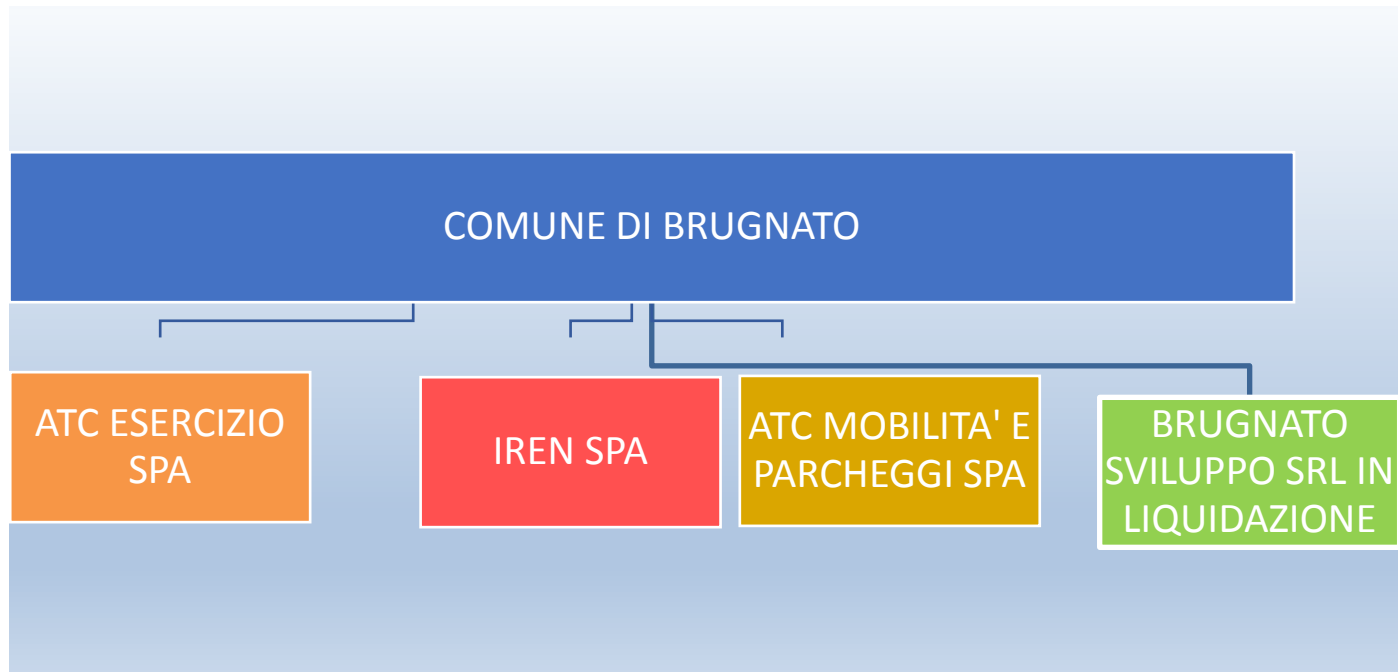 COMUNE DI BRUGNATO
ATC ESERCIZIO
SPA
IREN SPA
ATC MOBILITA' E
PARCHEGGI SPA
BRUGNATO
SVILUPPO SRL IN
LIQUIDAZIONE